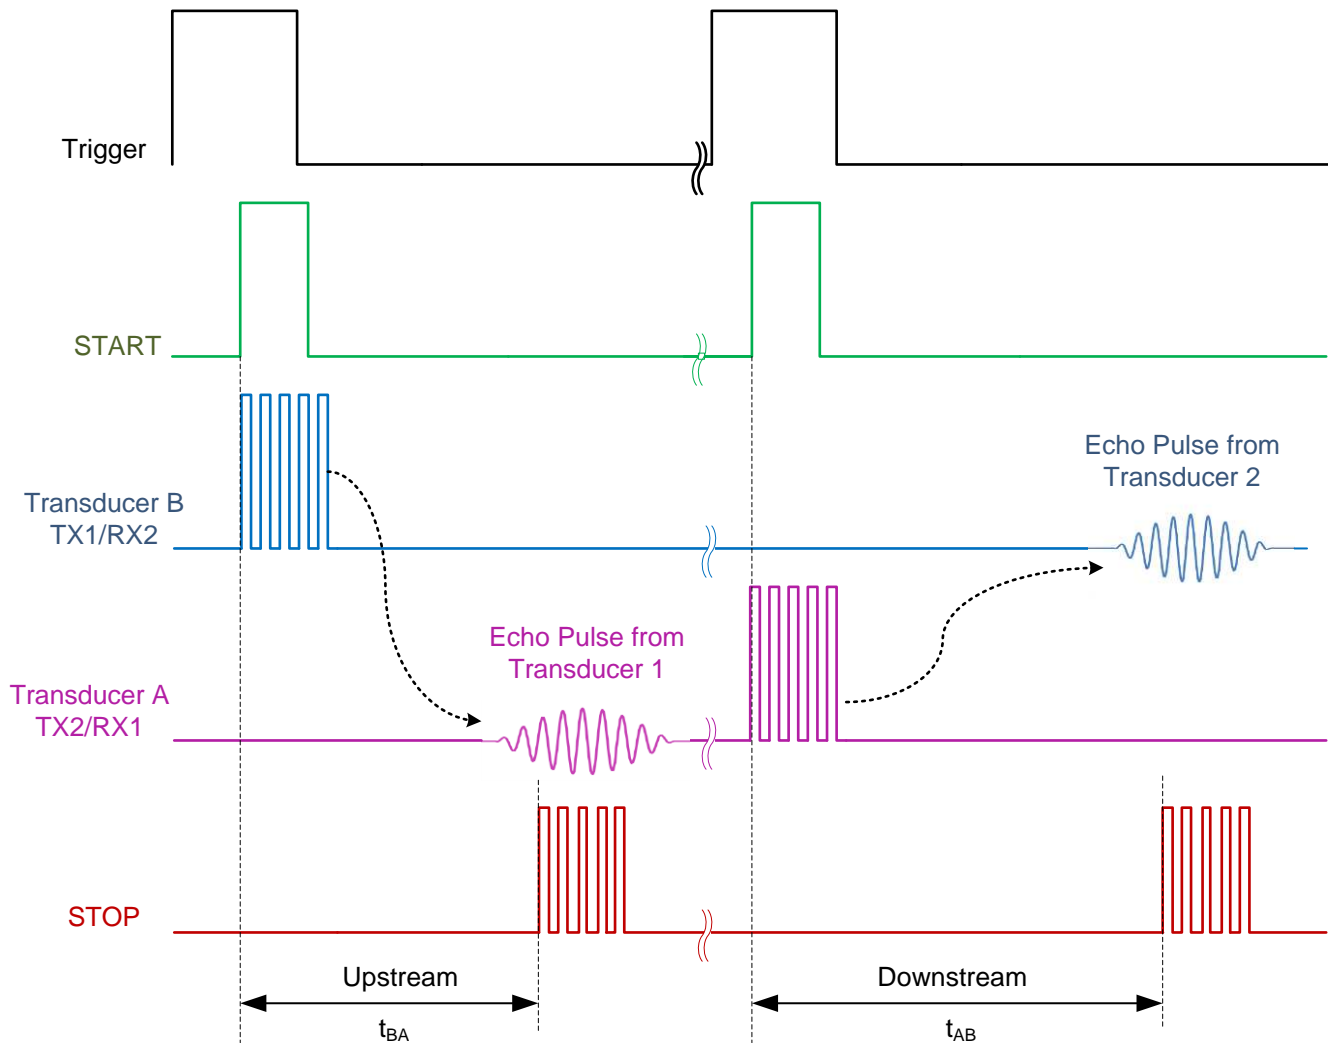 Trigger
START
Transducer B
TX1/RX2
Echo Pulse from
Transducer 2
Echo Pulse from
Transducer 1
Transducer A
TX2/RX1
STOP
Upstream
tBA
Downstream
tAB